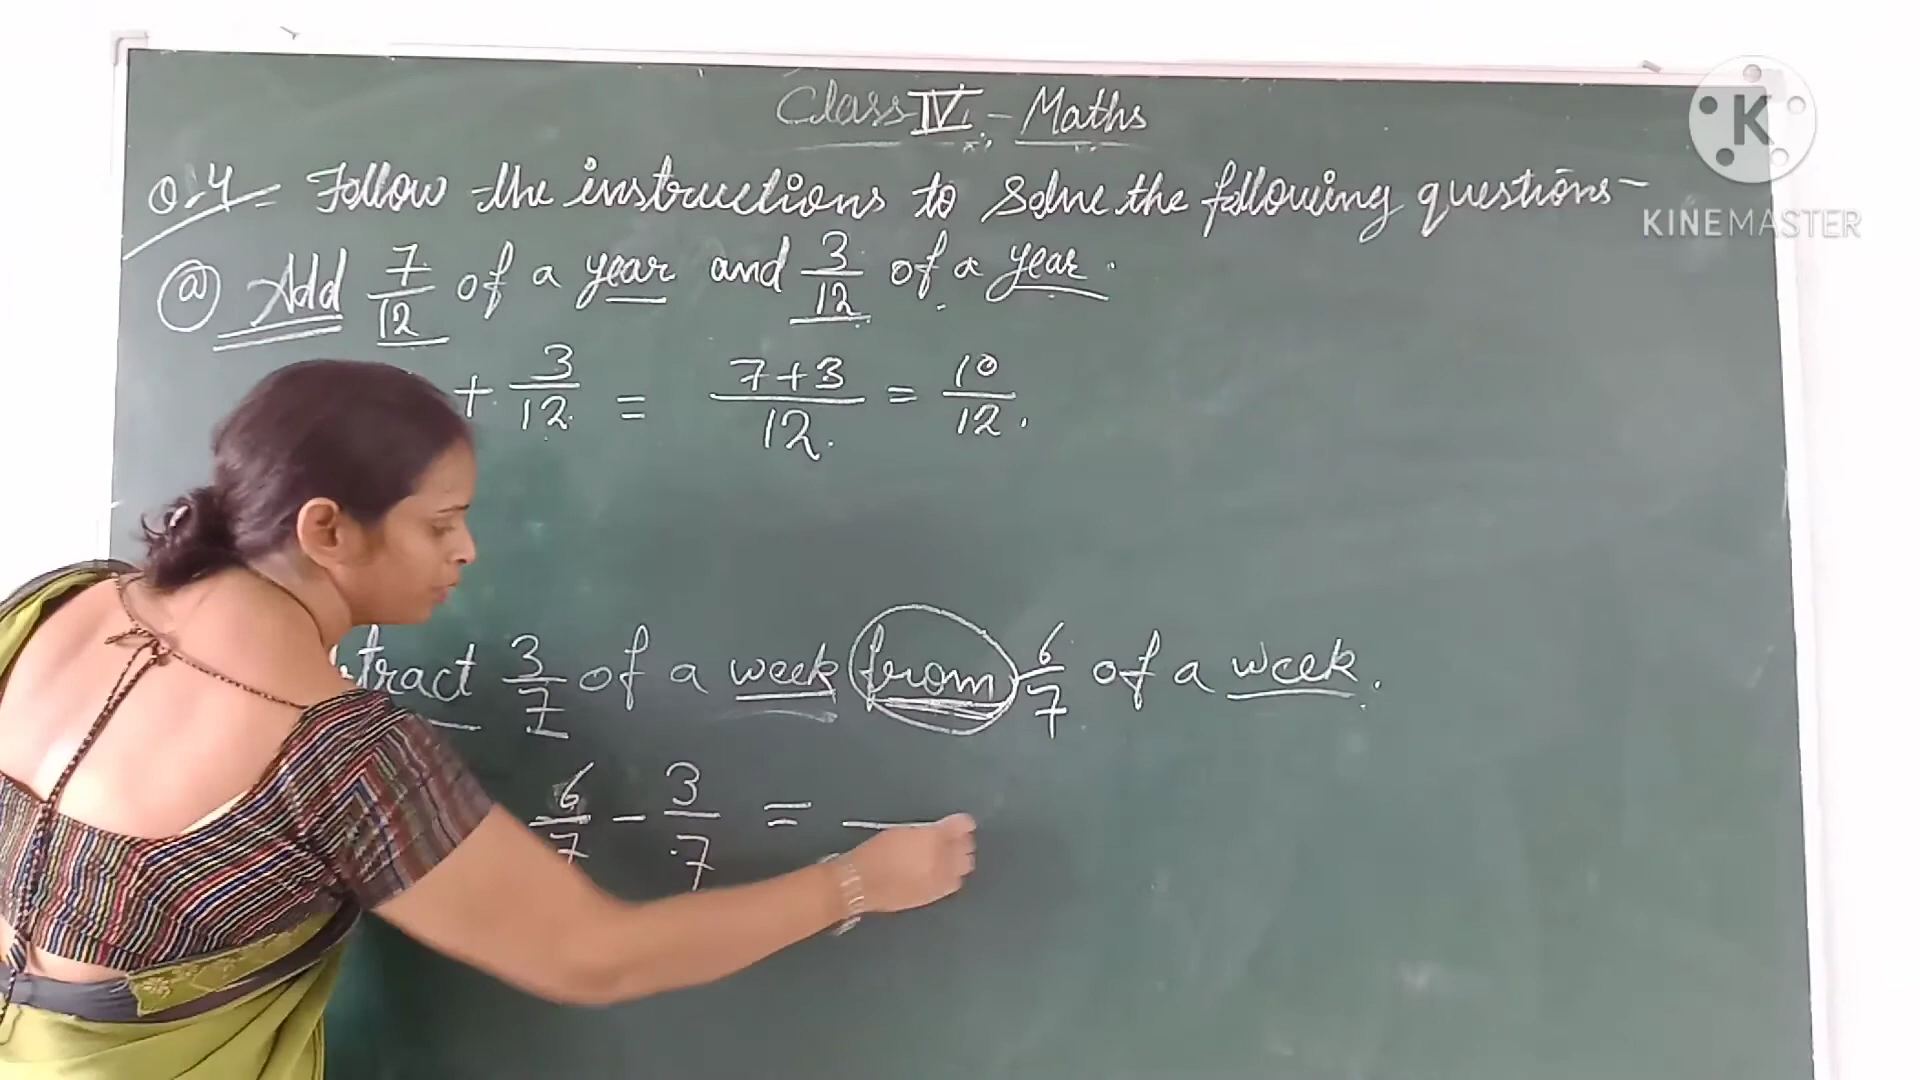 Class IV - Maths
K
KINEMASTER
Q.4 - Follow the instructions to solve the following questions -
(a) Add 7/12 of a year and 3/12 of a year.
+ 3/12 = 7+3/12 = 10/12.
tract 3/7 of a week from 6/7 of a week.
6/7 - 3/7 =